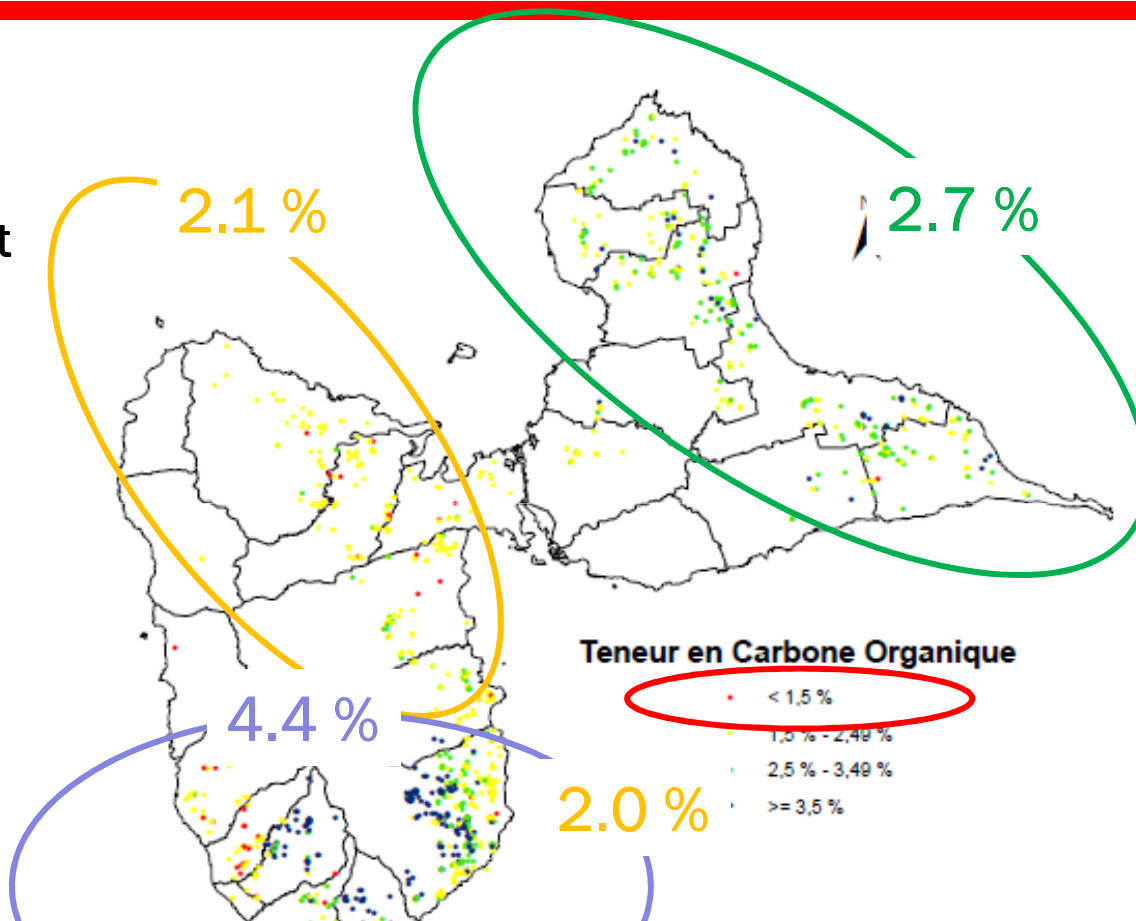 2.1 %
2.7 %
t
N
Teneur en Carbone Organique
< 1,5 %
1,5 % - 2,49 %
4.4 %
2,5 % - 3,49 %
>= 3,5 %
2.0 %